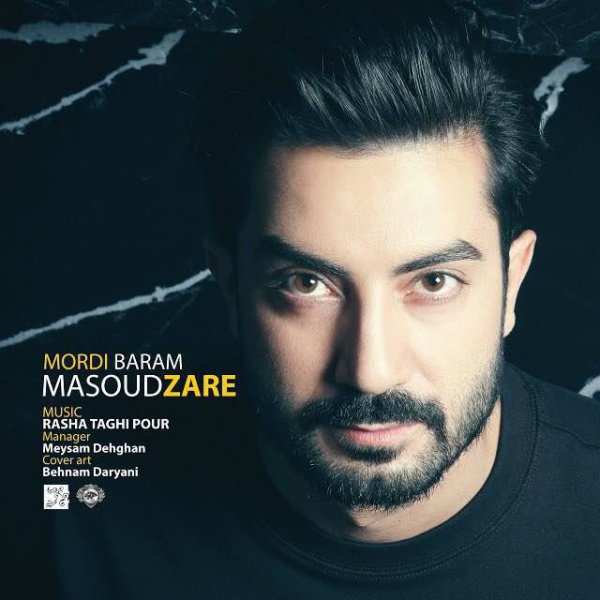 MORDI BARAM
MASOUDZARE
MUSIC
RASHA TAGHI POUR
Manager
Meysam Dehghan
Cover art
Behnam Daryani